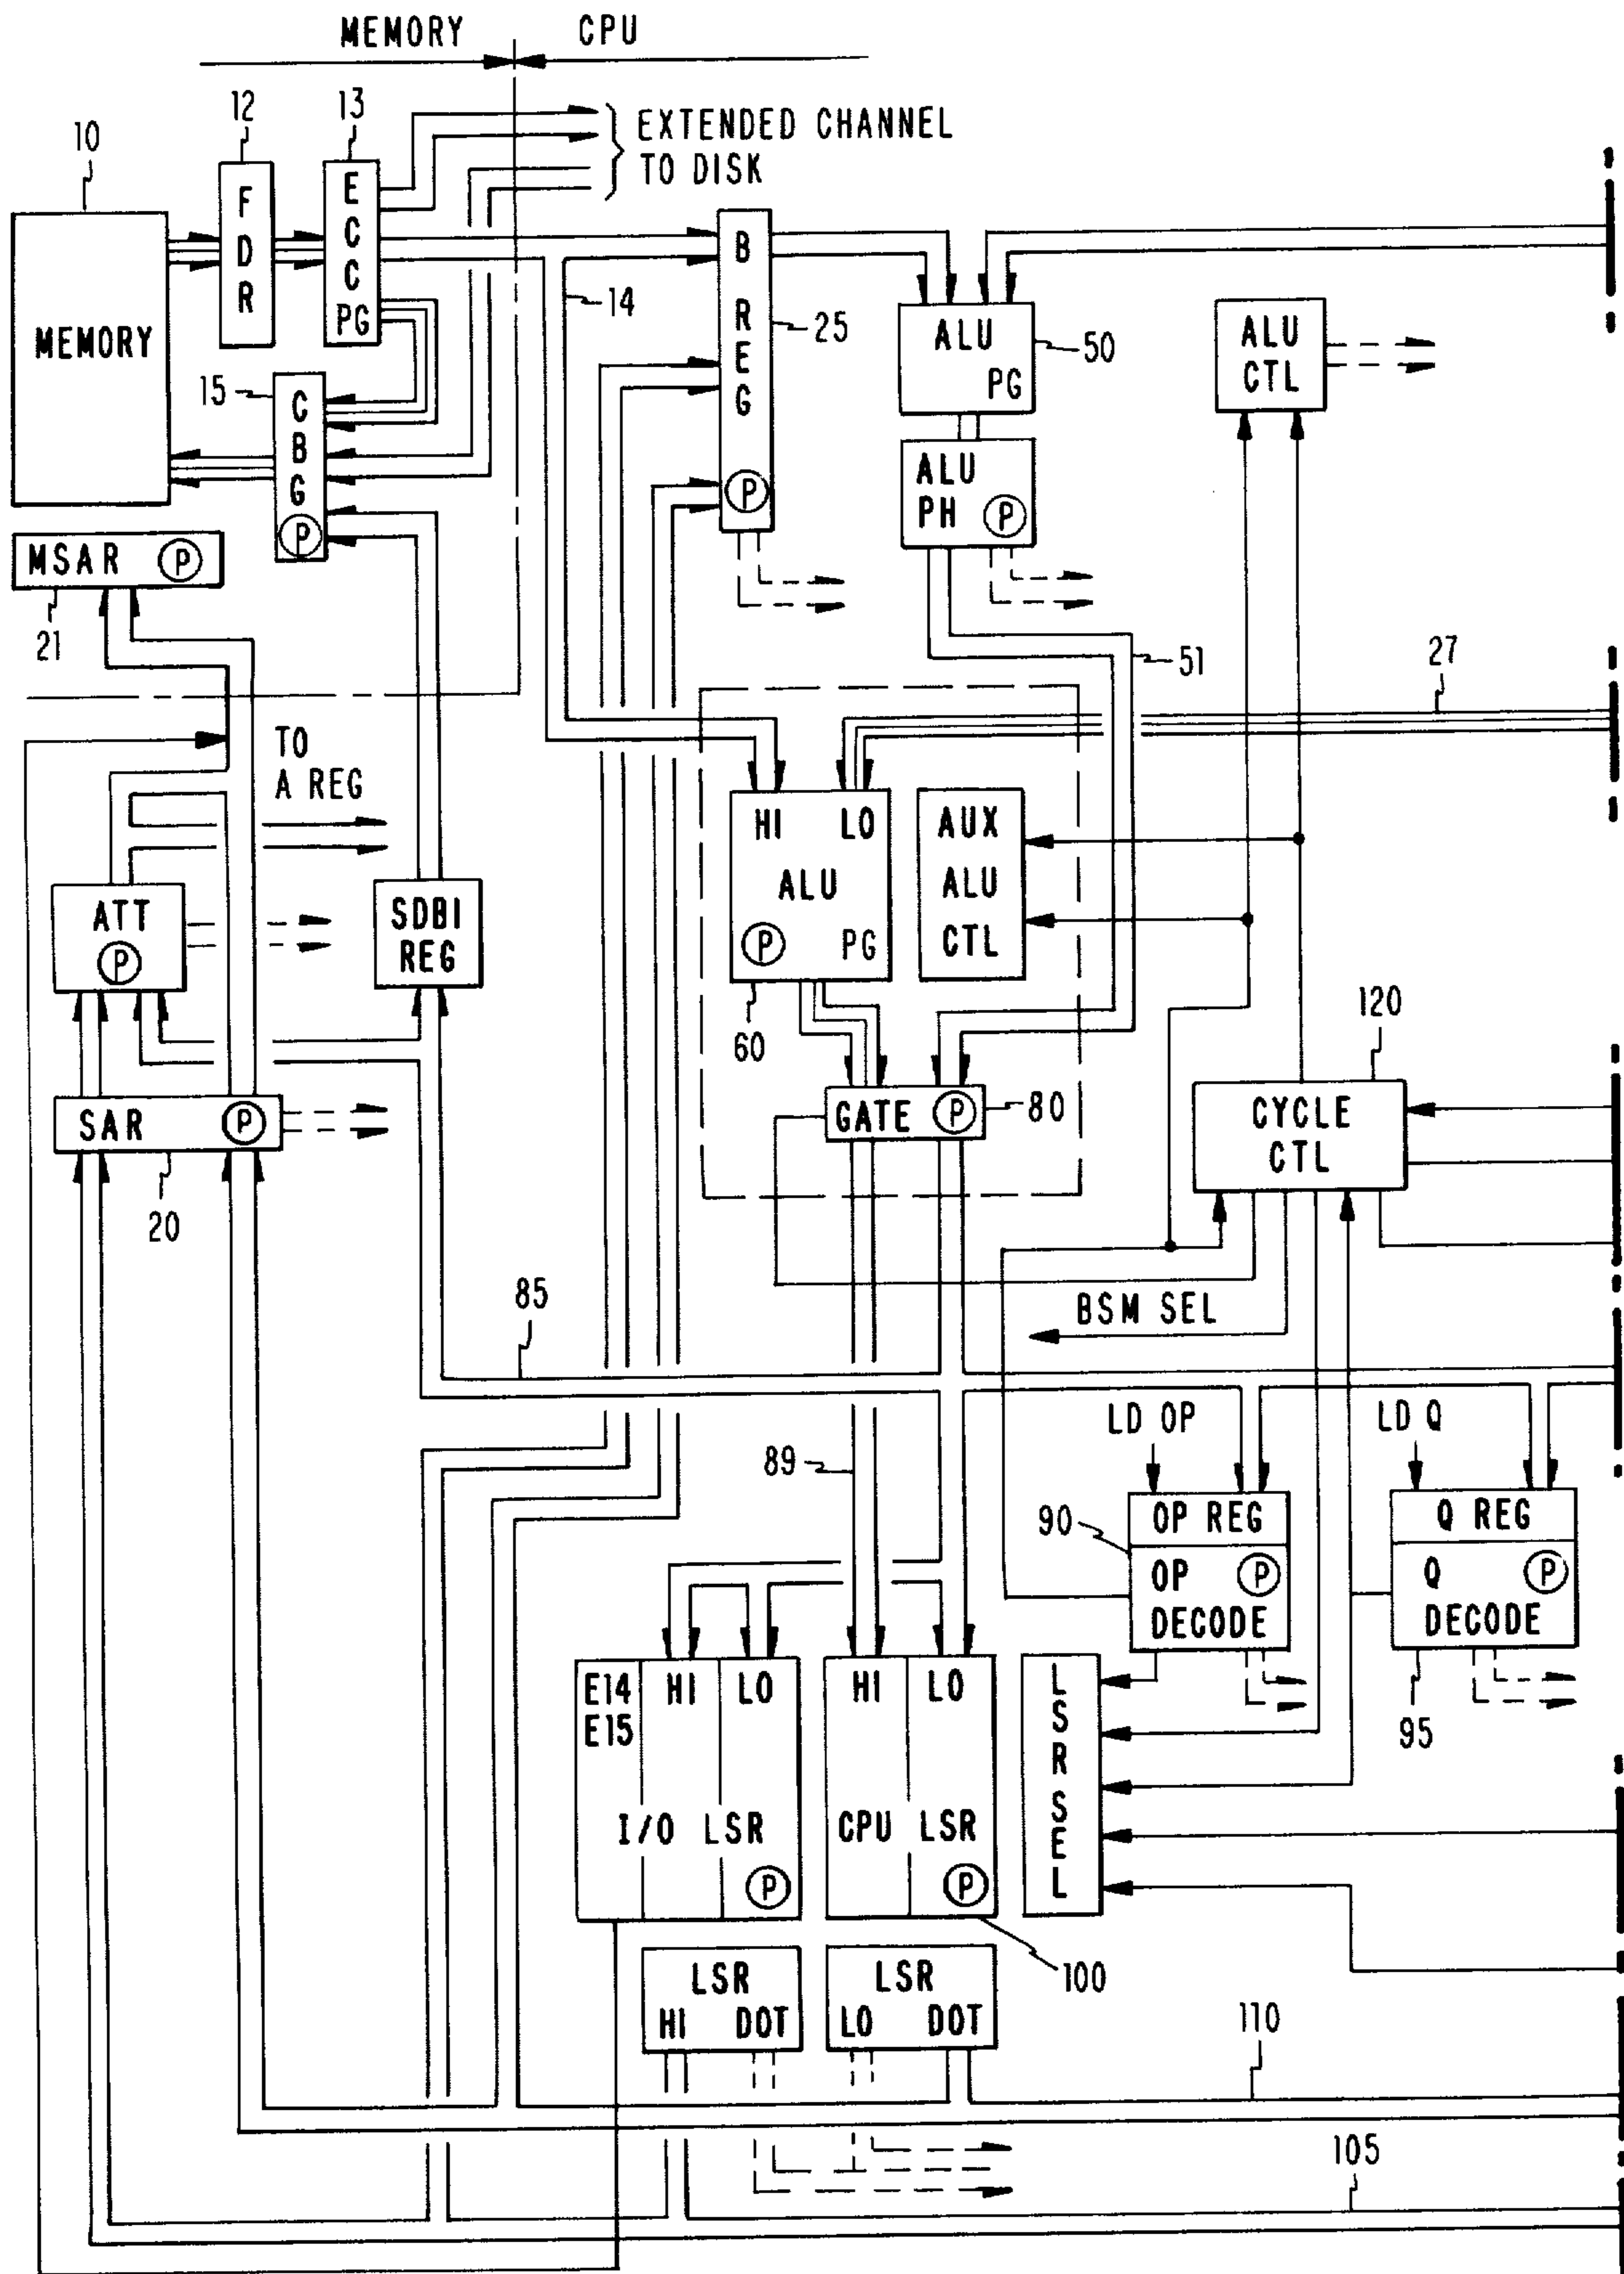 MEMORY CPU
10 12 13
EXTENDED CHANNEL
TO DISK
MEMORY
FDR
ECC
PG
14
B REG
P
25
ALU
PG
50
ALU
CTL
15
CBG
P
ALU
PH P
MSAR P
21
51
27
TO
A REG
HI LO
ALU
P PG
60
AUX
ALU
CTL
ATT
P
SDBI
REG
120
SAR P
20
GATE P
80
CYCLE
CTL
85
BSM SEL
89
LD OP
LD Q
90
OP REG
OP P
DECODE
Q REG
Q P
DECODE
95
E14 HI LO
E15
I/O LSR
P
HI LO
CPU LSR
P
LSR SEL
100
LSR
HI DOT
LSR
LO DOT
110
105